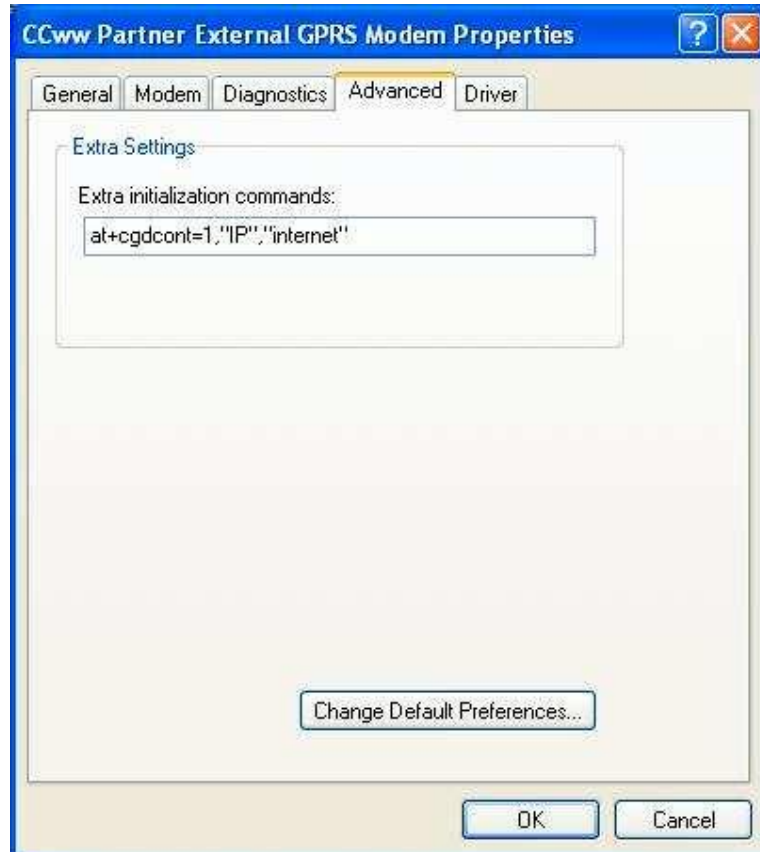 CCww Partner External GPRS Modem Properties
General Modem Diagnostics Advanced Driver
Extra Settings
Extra initialization commands:
at+cgdcont=1,"IP","internet"
Change Default Preferences...
OK Cancel